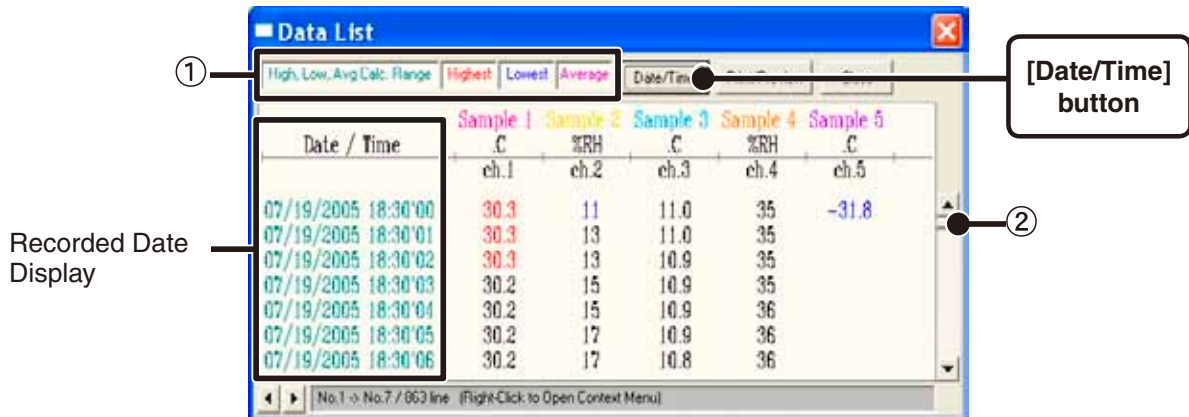 Data List
① High, Low, Avg Calc. Range Highest Lowest Average Date/Time
[Date/Time] button
Sample 1 Sample 2 Sample 3 Sample 4 Sample 5
Date / Time .C %RH .C %RH .C
ch.1 ch.2 ch.3 ch.4 ch.5
07/19/2005 18:30'00 30.3 11 11.0 35 -31.8
②
07/19/2005 18:30'01 30.3 13 11.0 35
Recorded Date Display
07/19/2005 18:30'02 30.3 13 10.9 35
07/19/2005 18:30'03 30.2 15 10.9 35
07/19/2005 18:30'04 30.2 15 10.9 36
07/19/2005 18:30'05 30.2 17 10.9 36
07/19/2005 18:30'06 30.2 17 10.8 36
No.1 -> No.7 / 863 line (Right-Click to Open Context Menu)